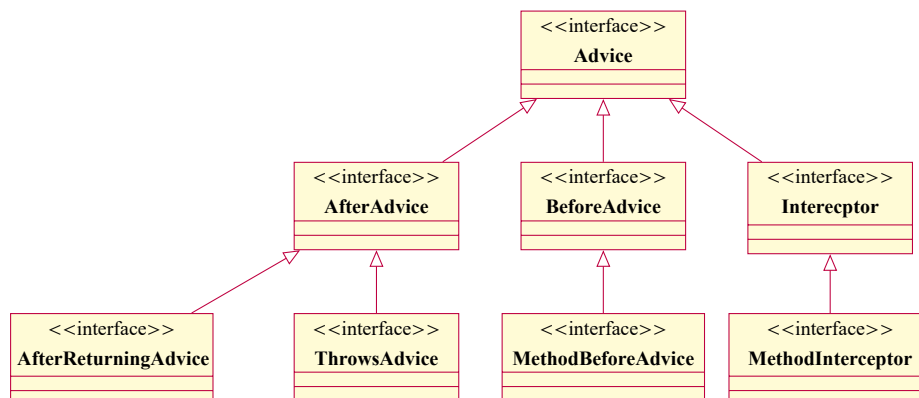 <<interface>>
Advice
<<interface>>
AfterAdvice
<<interface>>
BeforeAdvice
<<interface>>
Interecptor
<<interface>>
AfterReturningAdvice
<<interface>>
ThrowsAdvice
<<interface>>
MethodBeforeAdvice
<<interface>>
MethodInterceptor